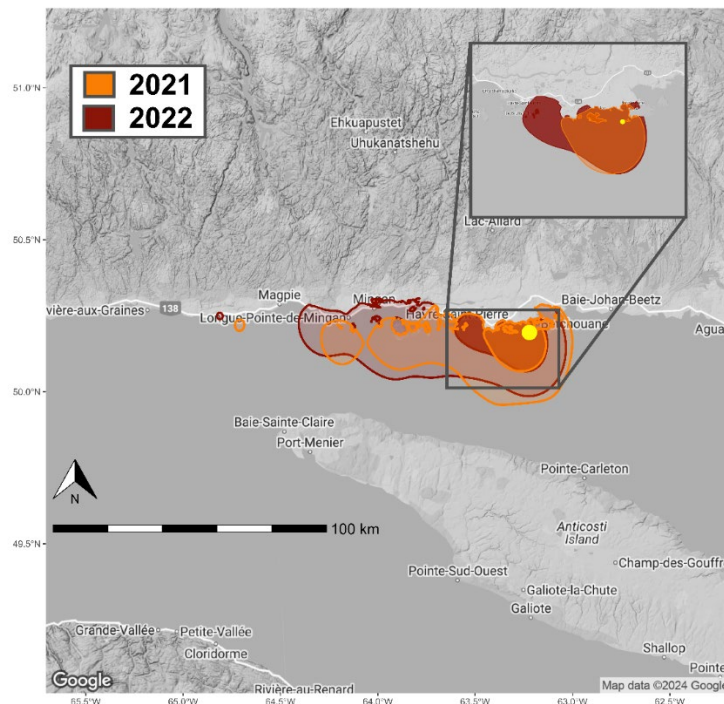 51.0°N
50.5°N
50.0°N
49.5°N
2021
2022
Ehkuapustet
Uhukanatshehu
Lac-Allard
Magpie
Mingan
Baie-Johan-Beetz
vière-aux-Graines
138
Longue-Pointe-de-Mingan
Havre-Saint-Pierre
Agua
Baie-Sainte-Claire
Port-Menier
Pointe-Carleton
N
100 km
Anticosti
Island
Champ-des-Gouffre
Pointe-Sud-Ouest
Galiote-la-Chute
Galiote
Grande-Vallée
Petite-Vallée
Cloridorme
Shallop
Pointe
Rivière-au-Renard
Google
Map data ©2024 Google
65.5°W
65.0°W
64.5°W
64.0°W
63.5°W
63.0°W
62.5°W